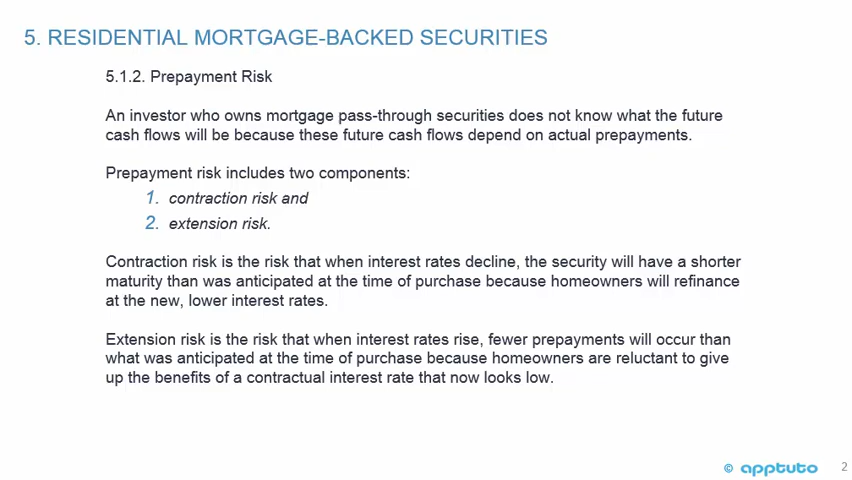 5. RESIDENTIAL MORTGAGE-BACKED SECURITIES
5.1.2. Prepayment Risk
An investor who owns mortgage pass-through securities does not know what the future
cash flows will be because these future cash flows depend on actual prepayments.
Prepayment risk includes two components:
1. contraction risk and
2. extension risk.
Contraction risk is the risk that when interest rates decline, the security will have a shorter
maturity than was anticipated at the time of purchase because homeowners will refinance
at the new, lower interest rates.
Extension risk is the risk that when interest rates rise, fewer prepayments will occur than
what was anticipated at the time of purchase because homeowners are reluctant to give
up the benefits of a contractual interest rate that now looks low.
© apptuto 2